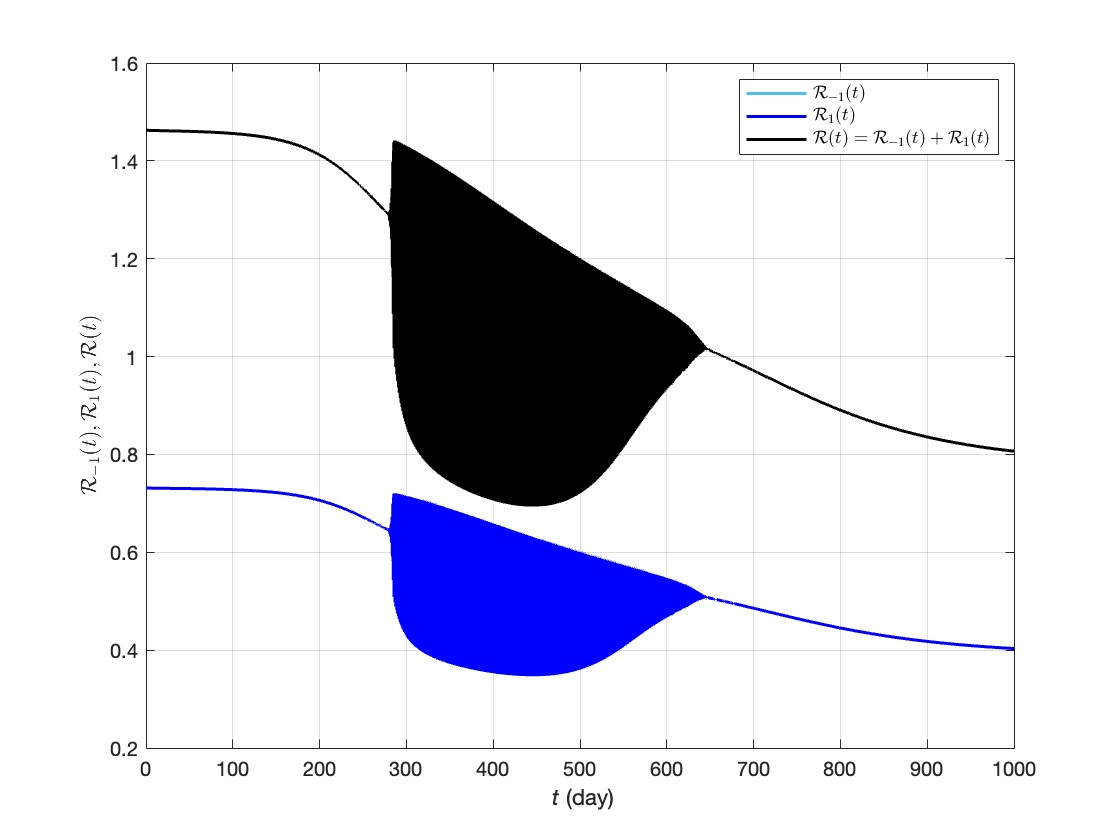 1.6
1.4
1.2
1
0.8
0.6
0.4
0.2
0 100 200 300 400 500 600 700 800 900 1000
t (day)
ℛ₋₁(t), ℛ₁(t), ℛ(t)
ℛ₋₁(t)
ℛ₁(t)
ℛ(t) = ℛ₋₁(t) + ℛ₁(t)